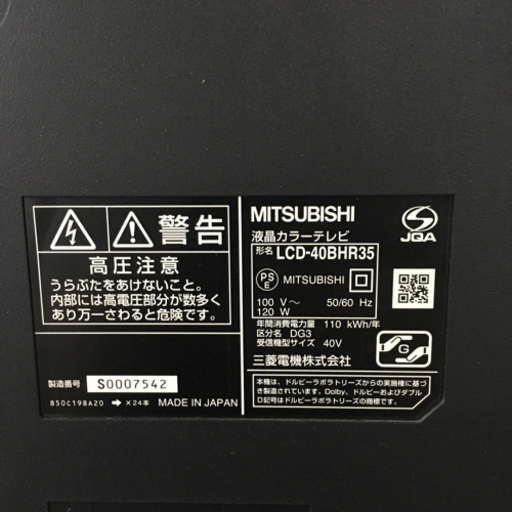 警告
高圧注意
うらぶたをあけないこと。
内部には高電圧部分が数多く
あり万一さわると危険です。
製造番号 S0007542
850C198A20 → ×24本 MADE IN JAPAN
MITSUBISHI
液晶カラーテレビ
形名 LCD-40BHR35
PS E MITSUBISHI
100 V～ 50/60 Hz
120 W
年間消費電力量 110 kWh/年
区分名 DG3
受信機型サイズ 40V
三菱電機株式会社
JQA
G
本機は、ドルビーラボラトリーズからの実施権に基づ
き製造されています。Dolby、ドルビーおよびダブル
D記号はドルビーラボラトリーズの商標です。